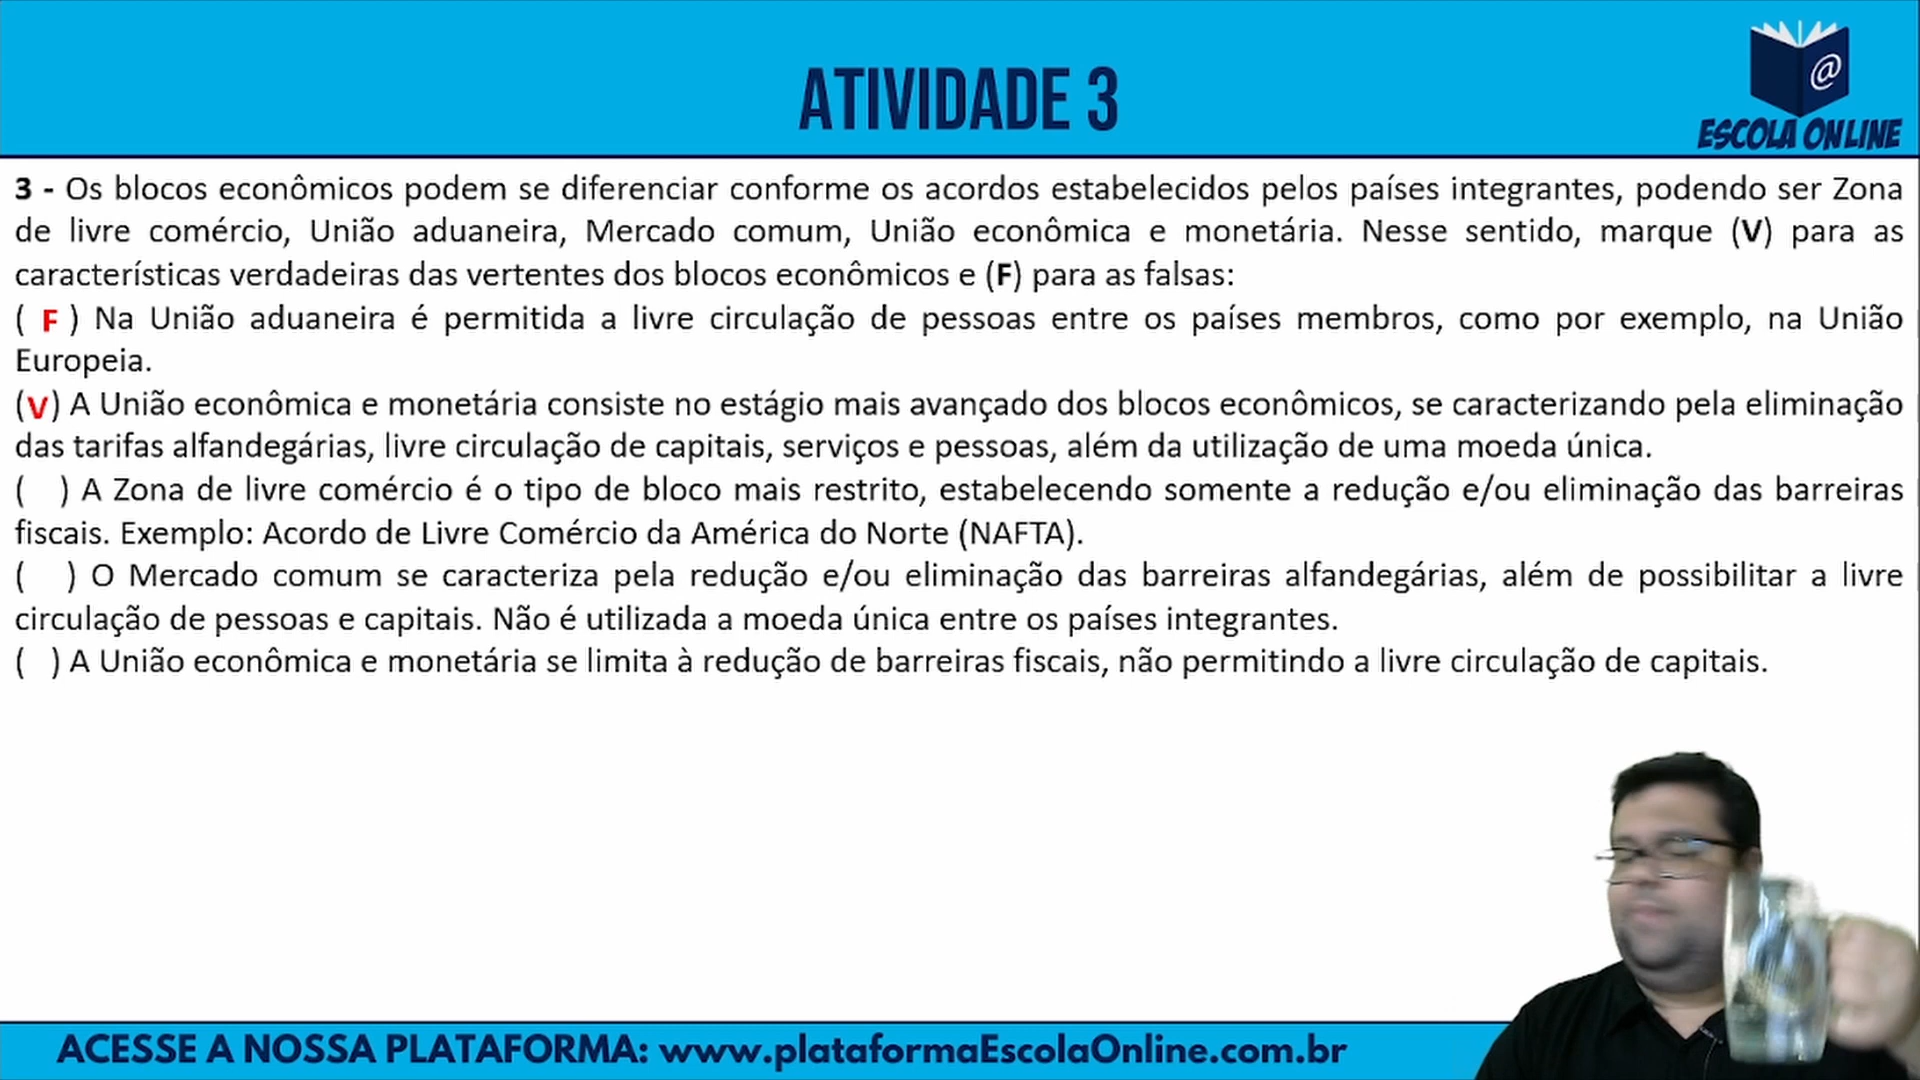 ATIVIDADE 3
@
ESCOLA ONLINE
3 - Os blocos econômicos podem se diferenciar conforme os acordos estabelecidos pelos países integrantes, podendo ser Zona
de livre comércio, União aduaneira, Mercado comum, União econômica e monetária. Nesse sentido, marque (V) para as
características verdadeiras das vertentes dos blocos econômicos e (F) para as falsas:
( F ) Na União aduaneira é permitida a livre circulação de pessoas entre os países membros, como por exemplo, na União
Europeia.
(V) A União econômica e monetária consiste no estágio mais avançado dos blocos econômicos, se caracterizando pela eliminação
das tarifas alfandegárias, livre circulação de capitais, serviços e pessoas, além da utilização de uma moeda única.
( ) A Zona de livre comércio é o tipo de bloco mais restrito, estabelecendo somente a redução e/ou eliminação das barreiras
fiscais. Exemplo: Acordo de Livre Comércio da América do Norte (NAFTA).
( ) O Mercado comum se caracteriza pela redução e/ou eliminação das barreiras alfandegárias, além de possibilitar a livre
circulação de pessoas e capitais. Não é utilizada a moeda única entre os países integrantes.
( ) A União econômica e monetária se limita à redução de barreiras fiscais, não permitindo a livre circulação de capitais.
ACESSE A NOSSA PLATAFORMA: www.plataformaEscolaOnline.com.br